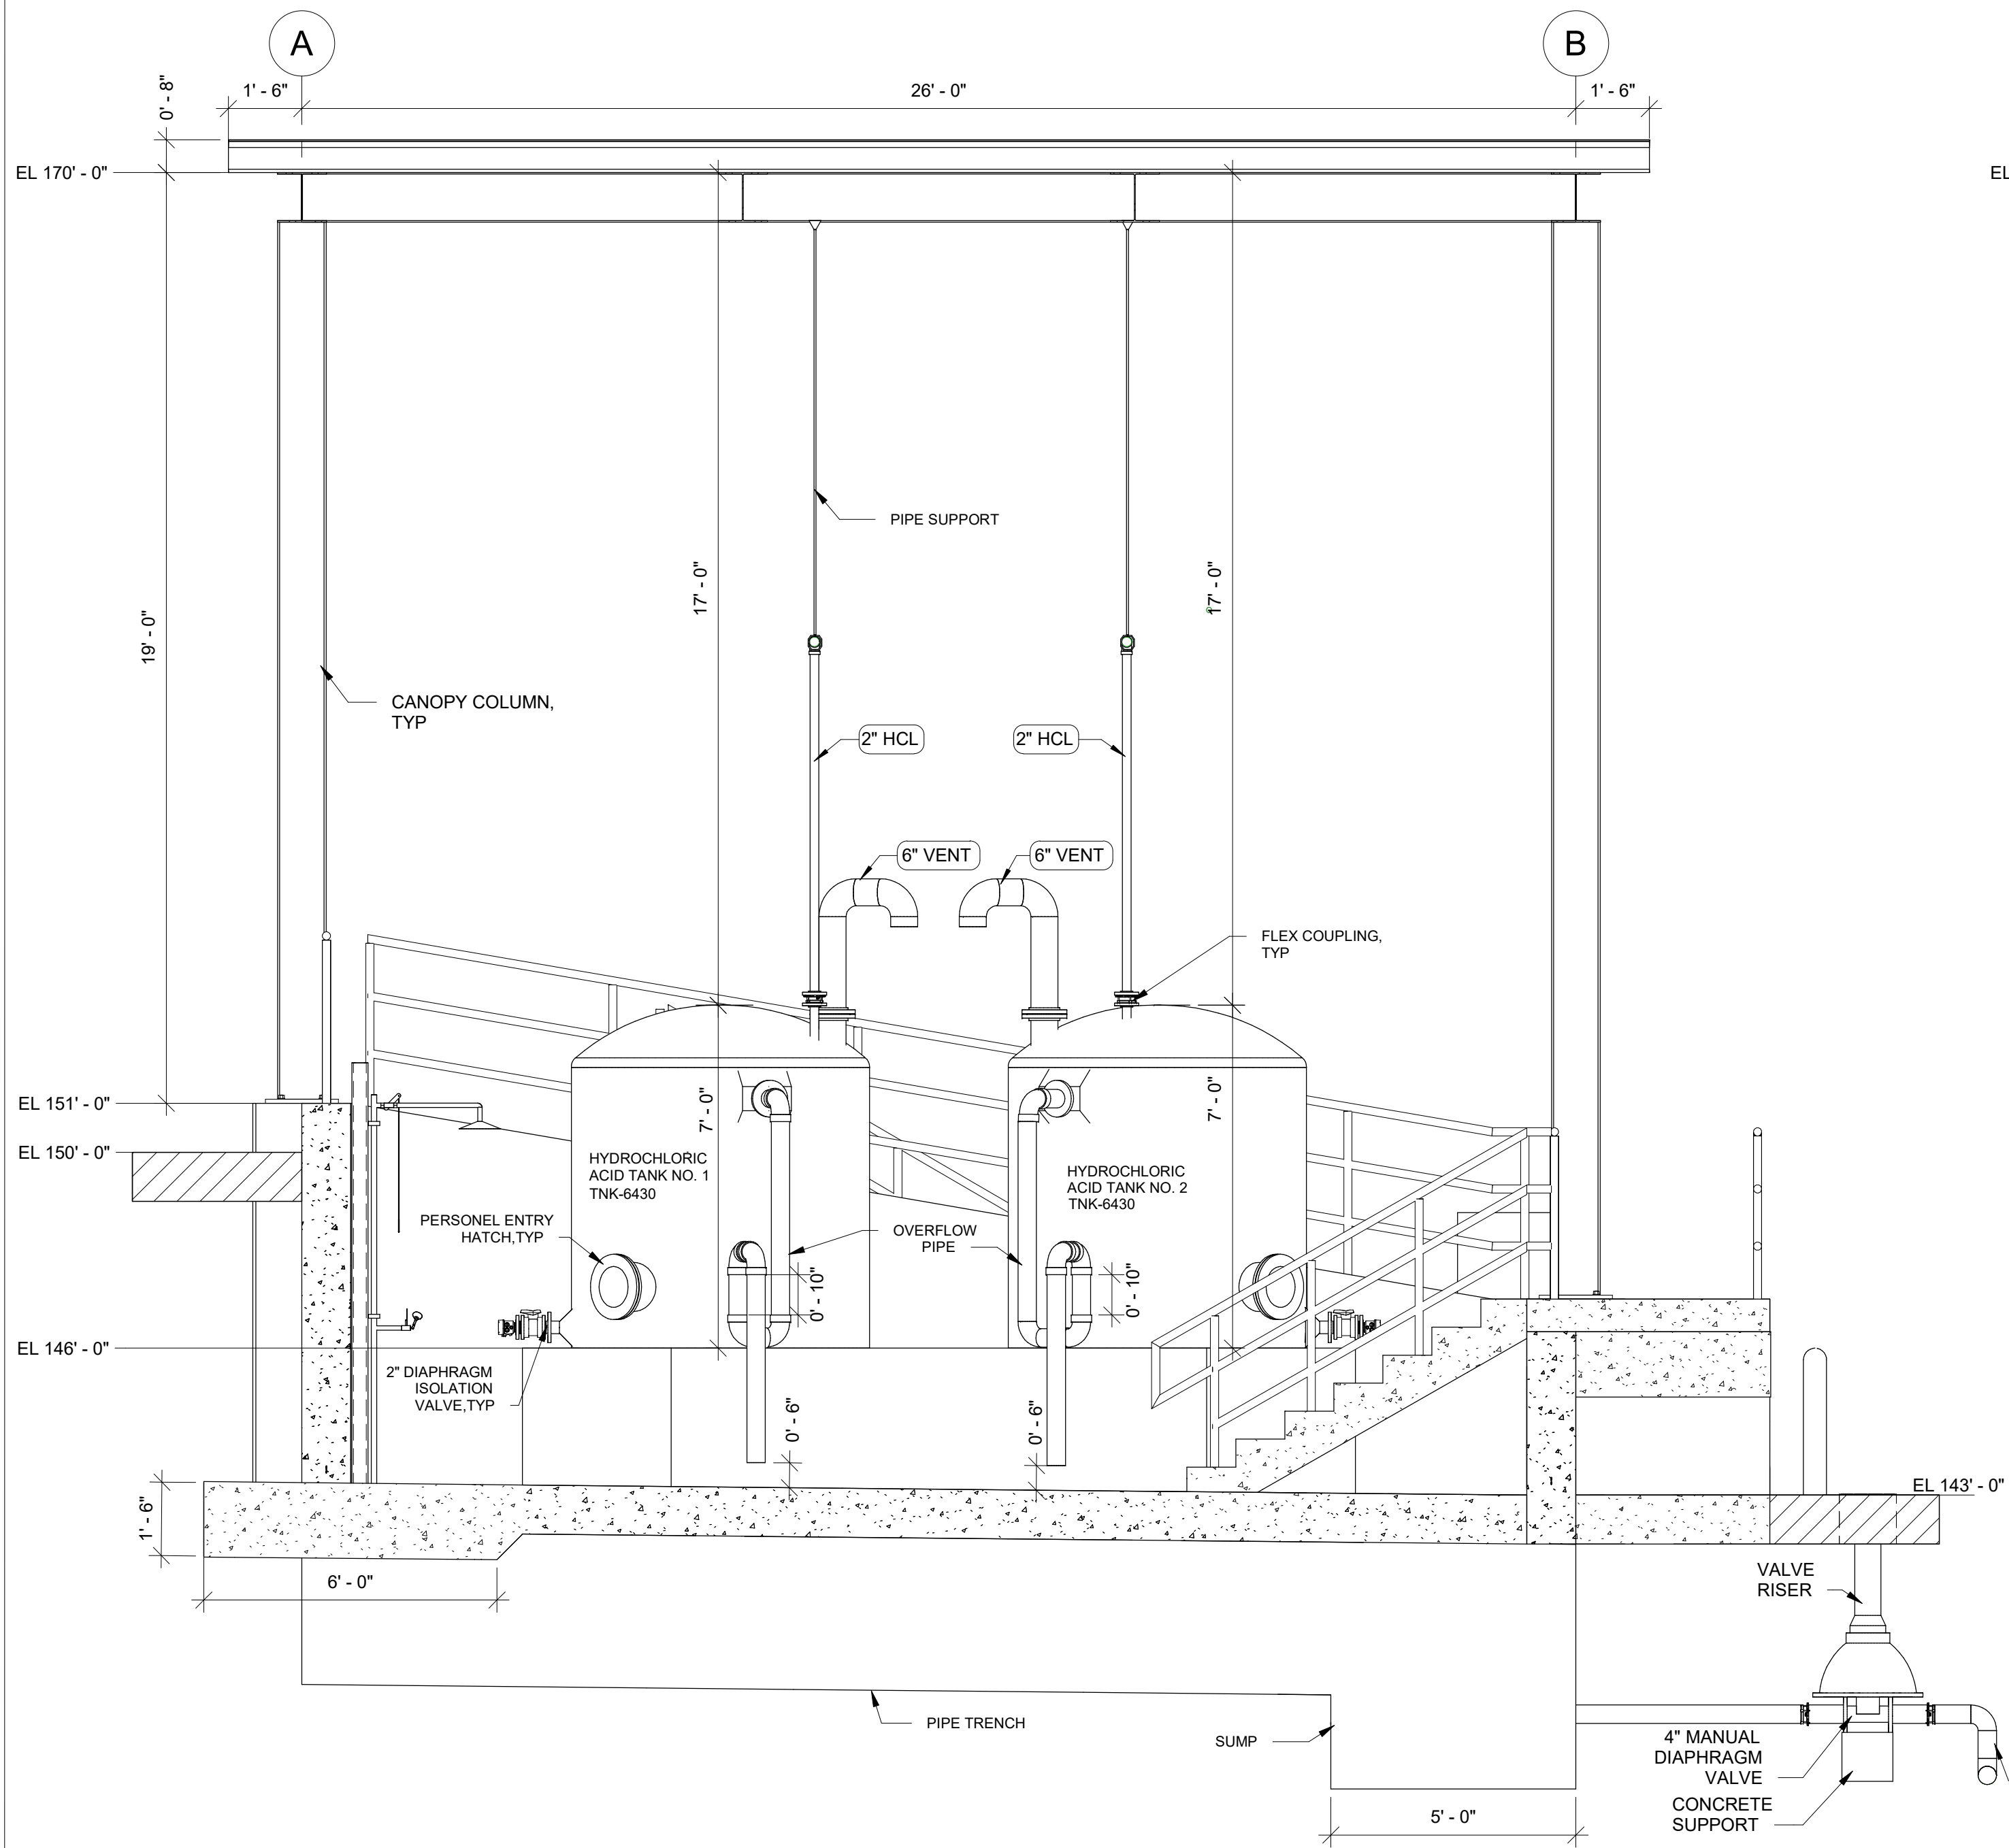 A
B
0' - 8"
1' - 6"
26' - 0"
1' - 6"
EL 170' - 0"
EL
PIPE SUPPORT
17' - 0"
17' - 0"
19' - 0"
CANOPY COLUMN,
TYP
2" HCL
2" HCL
6" VENT
6" VENT
FLEX COUPLING,
TYP
EL 151' - 0"
7' - 0"
7' - 0"
EL 150' - 0"
HYDROCHLORIC
ACID TANK NO. 1
TNK-6430
HYDROCHLORIC
ACID TANK NO. 2
TNK-6430
PERSONEL ENTRY
HATCH,TYP
OVERFLOW
PIPE
0' - 10"
0' - 10"
EL 146' - 0"
2" DIAPHRAGM
ISOLATION
VALVE,TYP
0' - 6"
0' - 6"
EL 143' - 0"
1' - 6"
6' - 0"
VALVE
RISER
PIPE TRENCH
SUMP
4" MANUAL
DIAPHRAGM
VALVE
CONCRETE
SUPPORT
5' - 0"